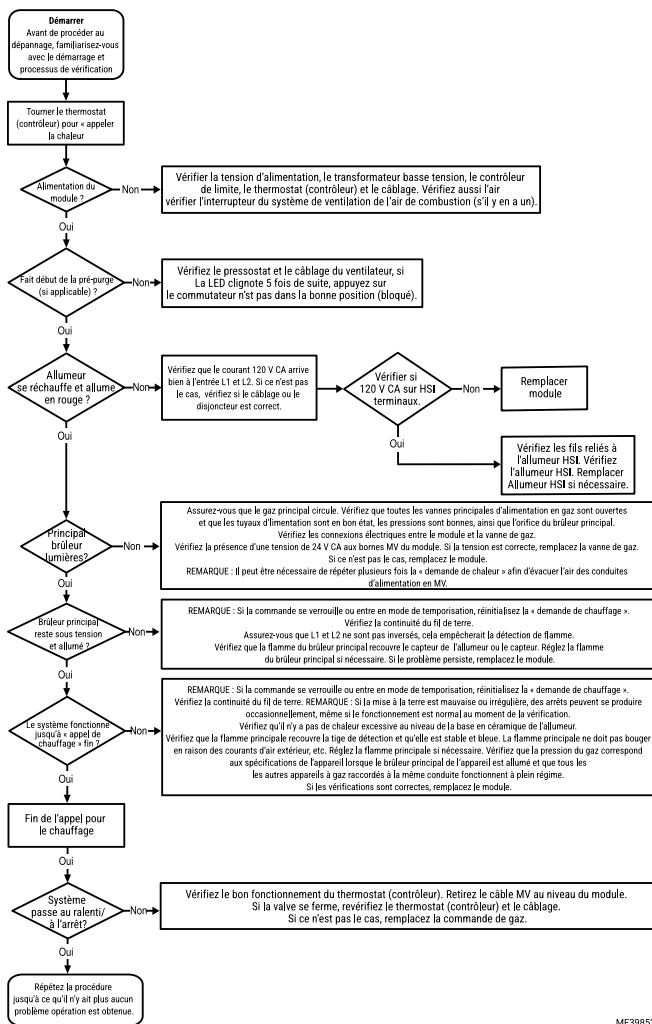 Démarrer
Avant de procéder au
dépannage, familiarisez-vous
avec le démarrage et
processus de vérification
Tourner le thermostat
(contrôleur) pour « appeler
la chaleur
Alimentation du
module ?
Non
Vérifier la tension d'alimentation, le transformateur basse tension, le contrôleur
de limite, le thermostat (contrôleur) et le câblage. Vérifiez aussi l'air
vérifier l'interrupteur du système de ventilation de l'air de combustion (s'il y en a un).
Oui
Fait début de la pré-purge
(si applicable) ?
Non
Vérifiez le pressostat et le câblage du ventilateur, si
La LED clignote 5 fois de suite, appuyez sur
le commutateur n'st pas dans la bonne position (bloqué).
Oui
Allumeur
se réchauffe et allume
en rouge ?
Non
Vérifiez que le courant 120 V CA arrive
bien à l'entrée L1 et L2. Si ce n'est pas
le cas, vérifiez si le câblage ou le
disjoncteur est correct.
Vérifier si
120 V CA sur HSI
terminaux.
Non
Remplacer
module
Oui
Vérifiez les fils reliés à
l'allumeur HSI. Vérifiez
l'allumeur HSI. Remplacer
Allumeur HSI si nécessaire.
Oui
Principal
brûleur
lumières?
Non
Assurez-vous que le gaz principal circule. Vérifiez que toutes les vannes principales d'alimentation en gaz sont ouvertes
et que les tuyaux d'limentation sont en bon état, les pressions sont bonnes, ainsi que l'orifice du brûleur principal.
Vérifiez les connexions électriques entre le module et la vanne de gaz.
Vérifiez la présence d'une tension de 24 V CA aux bornes MV du module. Si la tension est correcte, remplacez la vanne de gaz.
Si ce n'est pas le cas, remplacez le module.
REMARQUE : Il peut être nécessaire de répéter plusieurs fois la « demande de chaleur » afin d'évacuer l'air des conduites
d'alimentation en MV.
Oui
Brûleur principal
reste sous tension
et allumé ?
Non
REMARQUE : Si la commande se verrouille ou entre en mode de temporisation, réinitialisez la « demande de chauffage ».
Vérifiez la continuité du fil de terre.
Assurez-vous que L1 et L2 ne sont pas inversés, cela empêcherait la détection de flamme.
Vérifiez que la flamme du brûleur principal recouvre le capteur de l'allumeur ou le capteur. Réglez la flamme
du brûleur principal si necessaire. Si le problème persiste, remplacez le module.
Oui
Le système fonctionne
jusqu'à « appel de
chauffage » fin ?
Non
REMARQUE : Si la commande se verrouille ou entre en mode de temporisation, réinitialisez la « demande de chauffage ».
Vérifiez la continuité du fil de terre. REMARQUE : Si la mise à la terre est mauvaise ou irrégulière, des arrêts peuvent se produire
occasionnellement, même si le fonctionnement est normal au moment de la vérification.
Vérifiez qu'il n'y a pas de chaleur excessive au niveau de la base en céramique de l'allumeur.
Vérifiez que la flamme principale recouvre la tige de détection et qu'elle est stable et bleue. La flamme principale ne doit pas bouger
en raison des courants d'air extérieur, etc. Réglez la flamme principale si necessaire. Vérifiez que la pression du gaz correspond
aux spécifications de l'appareil lorsque le brûleur principal de l'appareil est allumé et que tous les
les autres appareils à gaz raccordés à la même conduite fonctionnent à plein régime.
Si les vérifications sont correctes, remplacez le module.
Oui
Fin de l'appel pour
le chauffage
Oui
Système
passe au ralenti/
à l'arrêt?
Non
Vérifiez le bon fonctionnement du thermostat (contrôleur). Retirez le câble MV au niveau du module.
Si la valve se ferme, revérifiez le thermostat (contrôleur) et le câblage.
Si ce n'est pas le cas, remplacez la commande de gaz.
Oui
Répétez la procédure
jusqu'à ce qu'il n'y ait plus aucun
problème opération est obtenue.